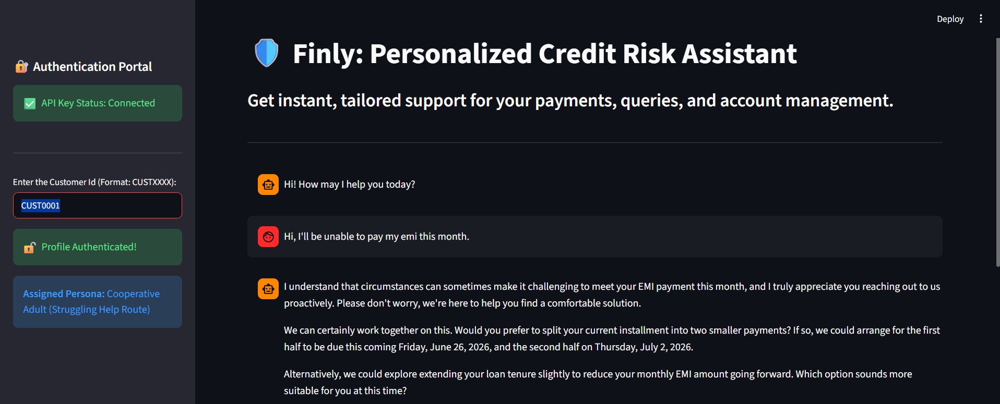 Deploy
Authentication Portal
API Key Status: Connected
Enter the Customer Id (Format: CUSTXXXX):
CUST0001
Profile Authenticated!
Assigned Persona: Cooperative
Adult (Struggling Help Route)
Finly: Personalized Credit Risk Assistant
Get instant, tailored support for your payments, queries, and account management.
Hi! How may I help you today?
Hi, I'll be unable to pay my emi this month.
I understand that circumstances can sometimes make it challenging to meet your EMI payment this month, and I truly appreciate you reaching out to us
proactively. Please don't worry, we're here to help you find a comfortable solution.
We can certainly work together on this. Would you prefer to split your current installment into two smaller payments? If so, we could arrange for the first
half to be due this coming Friday, June 26, 2026, and the second half on Thursday, July 2, 2026.
Alternatively, we could explore extending your loan tenure slightly to reduce your monthly EMI amount going forward. Which option sounds more
suitable for you at this time?